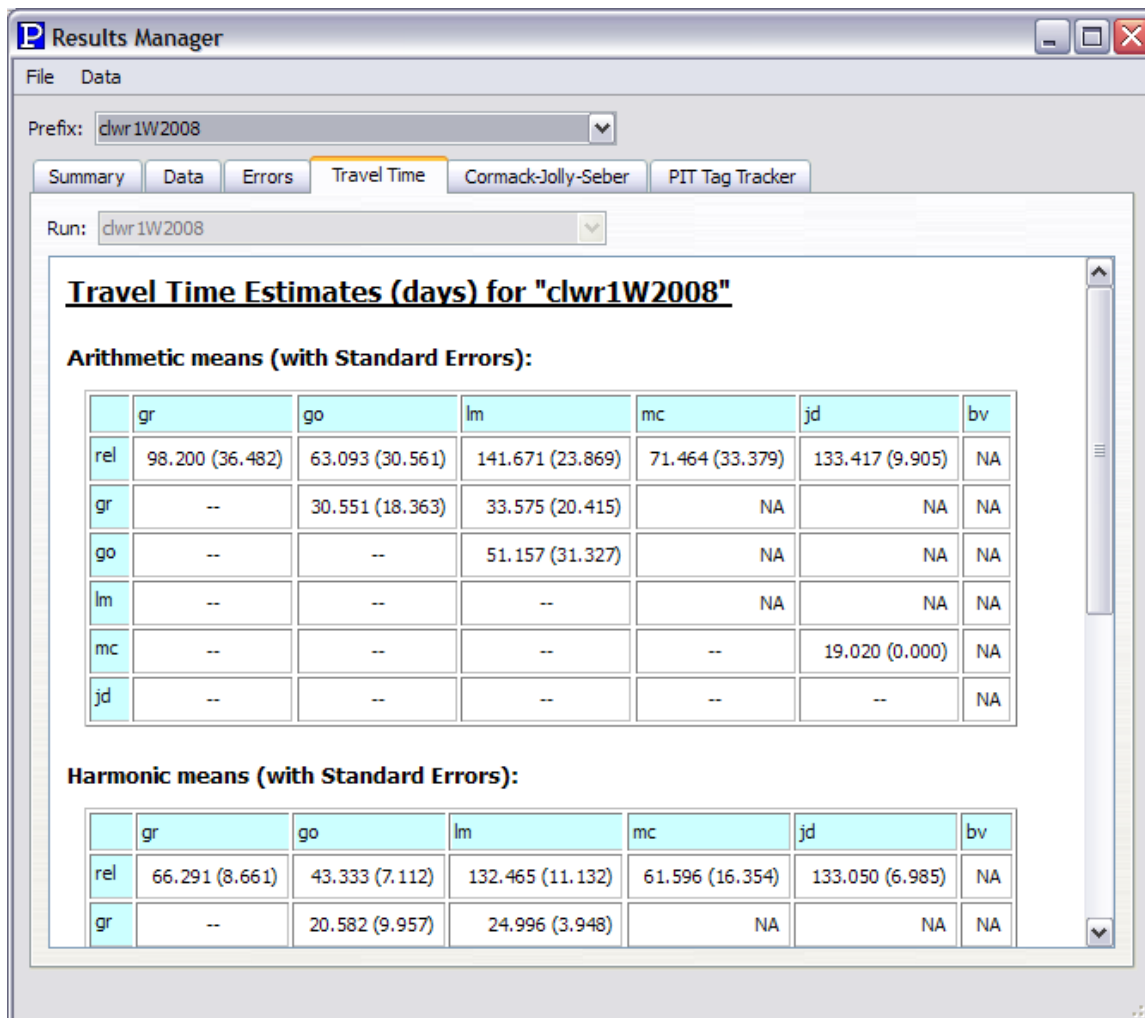 P Results Manager
File Data
Prefix: clwr1W2008
Summary Data Errors Travel Time Cormack-Jolly-Seber PIT Tag Tracker
Run: clwr1W2008
Travel Time Estimates (days) for "clwr1W2008"
Arithmetic means (with Standard Errors):
gr go lm mc jd bv
rel 98.200 (36.482) 63.093 (30.561) 141.671 (23.869) 71.464 (33.379) 133.417 (9.905) NA
gr -- 30.551 (18.363) 33.575 (20.415) NA NA NA
go -- -- 51.157 (31.327) NA NA NA
lm -- -- -- NA NA NA
mc -- -- -- -- 19.020 (0.000) NA
jd -- -- -- -- -- NA
Harmonic means (with Standard Errors):
gr go lm mc jd bv
rel 66.291 (8.661) 43.333 (7.112) 132.465 (11.132) 61.596 (16.354) 133.050 (6.985) NA
gr -- 20.582 (9.957) 24.996 (3.948) NA NA NA